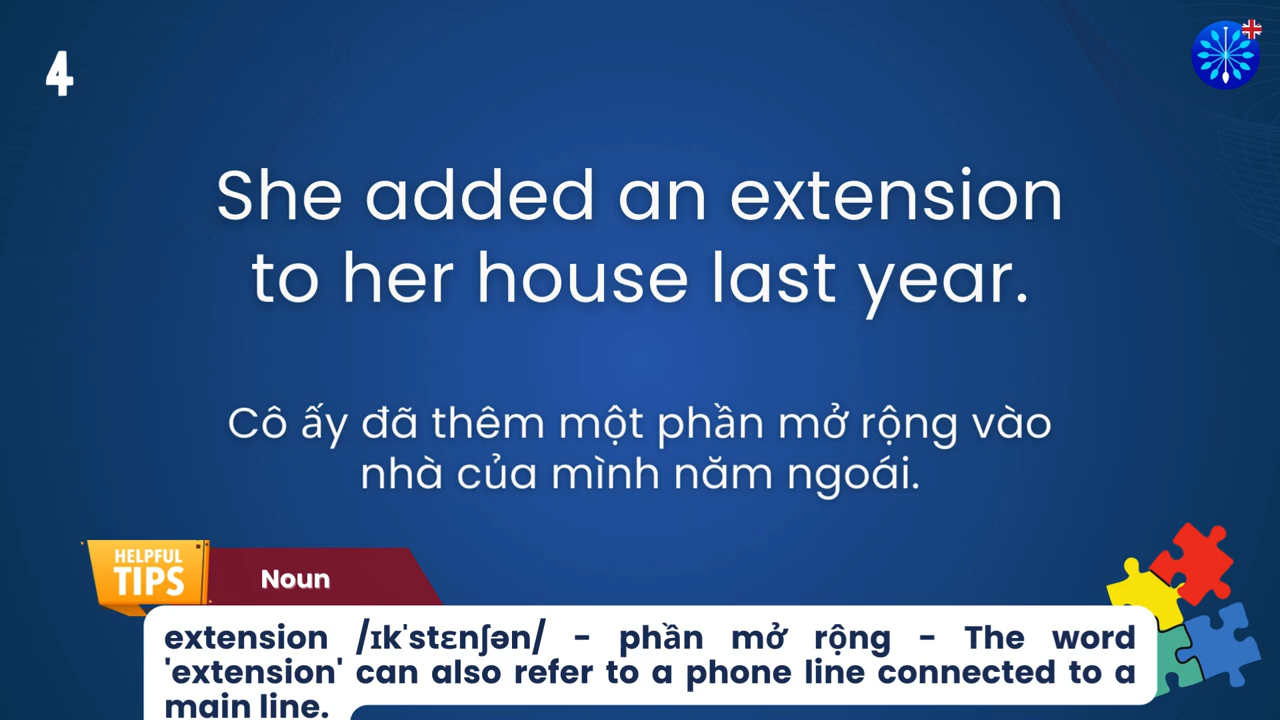 4
She added an extension
to her house last year.
Cô ấy đã thêm một phần mở rộng vào
nhà của mình năm ngoái.
HELPFUL
TIPS
Noun
extension /ɪkˈstɛnʃən/ - phần mở rộng - The word
'extension' can also refer to a phone line connected to a
main line.